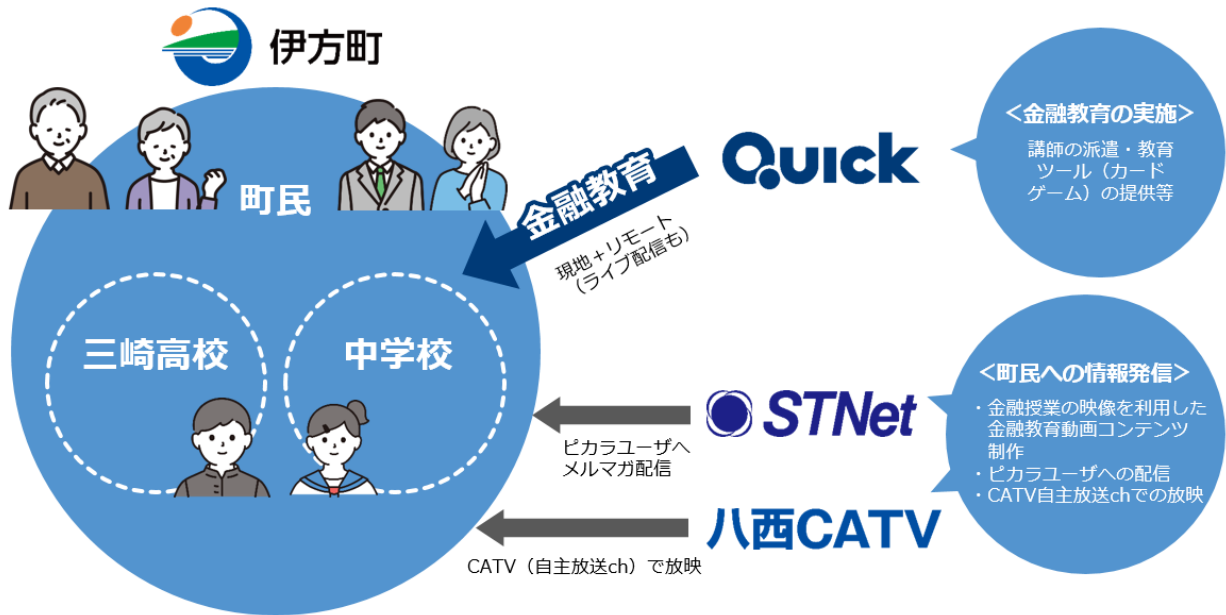 伊方町
町民
三崎高校
中学校
金融教育
現地＋リモート
（ライブ配信も）
QUICK
＜金融教育の実施＞
講師の派遣・教育
ツール（カード
ゲーム）の提供等
STNet
ピカラユーザへ
メルマガ配信
八西CATV
CATV（自主放送ch）で放映
＜町民への情報発信＞
・金融授業の映像を利用した
金融教育動画コンテンツ
制作
・ピカラユーザへの配信
・CATV自主放送chでの放映